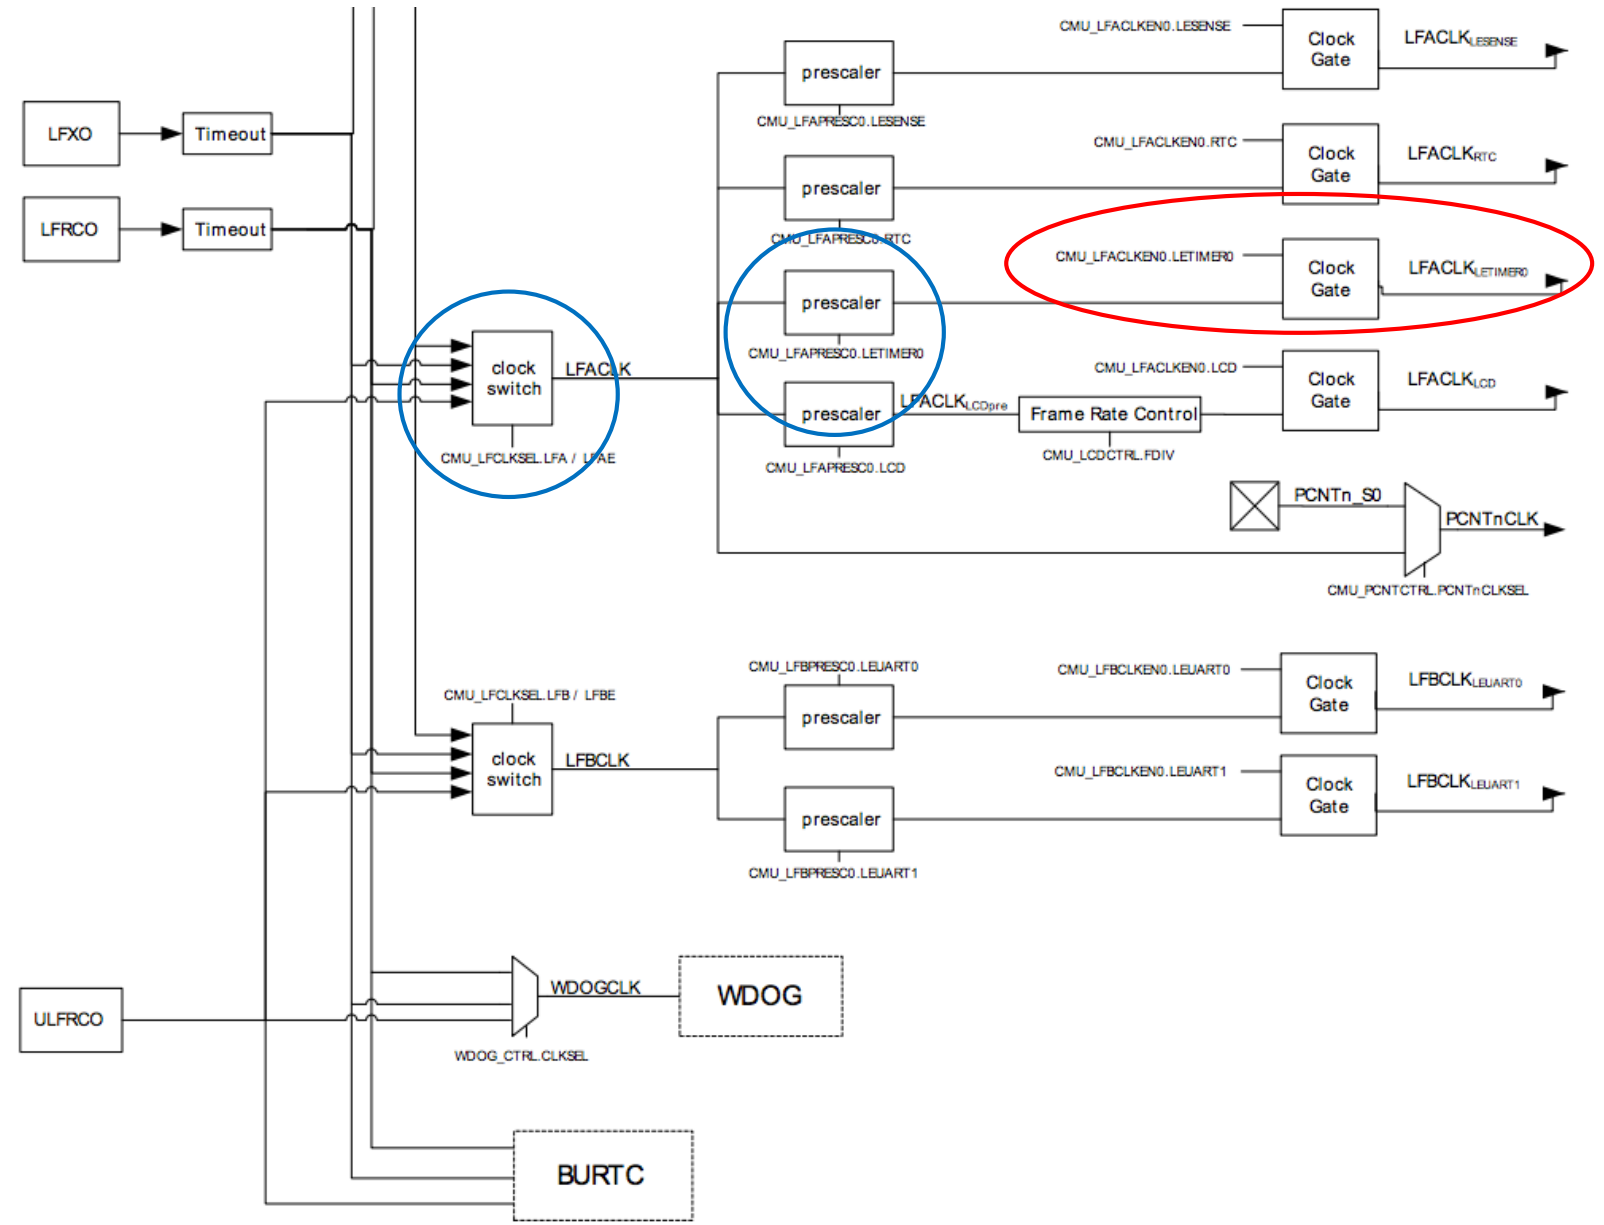 CMU_LFACLKEN0.LESENSE
Clock
Gate
LFACLKLESENSE
prescaler
CMU_LFAPRESC0.LESENSE
LFXO
Timeout
CMU_LFACLKEN0.RTC
Clock
Gate
LFACLKRTC
prescaler
CMU_LFAPRESC0.RTC
LFRCO
Timeout
CMU_LFACLKEN0.LETIMER0
Clock
Gate
LFACLKLETIMER0
prescaler
CMU_LFAPRESC0.LETIMER0
clock
switch
LFACLK
CMU_LFCLKSEL.LFA / LFAE
CMU_LFACLKEN0.LCD
Clock
Gate
LFACLKLCD
prescaler
LFACLKLCDpre
Frame Rate Control
CMU_LFAPRESC0.LCD
CMU_LCDCTRL.FDIV
PCNTn_S0
PCNTnCLK
CMU_PCNTCTRL.PCNTnCLKSEL
CMU_LFBPRESC0.LEUART0
CMU_LFBCLKEN0.LEUART0
Clock
Gate
LFBCLKLEUART0
prescaler
CMU_LFCLKSEL.LFB / LFBE
clock
switch
LFBCLK
CMU_LFBCLKEN0.LEUART1
Clock
Gate
LFBCLKLEUART1
prescaler
CMU_LFBPRESC0.LEUART1
ULFRCO
WDOGCLK
WDOG
WDOG_CTRL.CLKSEL
BURTC